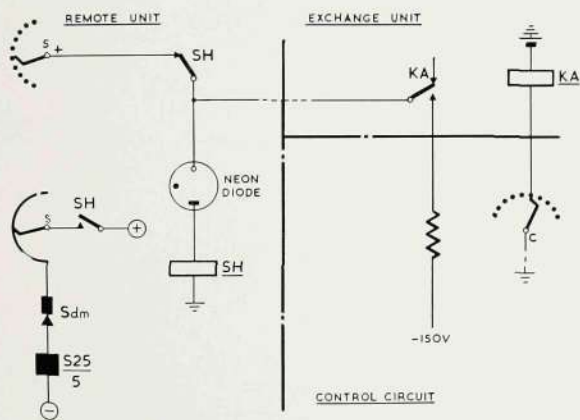 REMOTE UNIT
EXCHANGE UNIT
S
+
SH
KA
KA
NEON
DIODE
SH
S
+
SH
C
Sdm
S25
5
−
-150V
CONTROL CIRCUIT